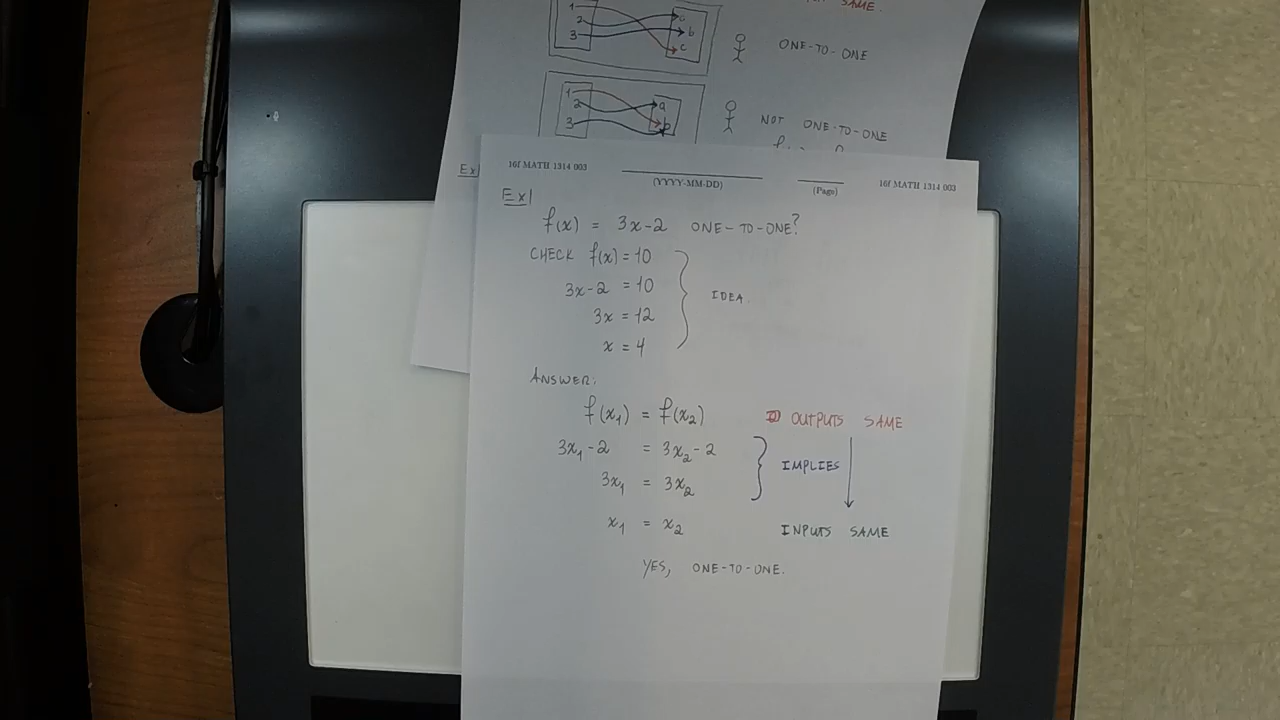 SAME.
1
2
3
b
c
ONE-TO-ONE
1
2
3
a
b
NOT ONE-TO-ONE
Ex
16f MATH 1314 003
(YYYY-MM-DD)
(Page)
16f MATH 1314 003
Ex1
f(x) = 3x-2 ONE-TO-ONE?
CHECK f(x) = 10
3x-2 = 10
3x = 12
x = 4
IDEA.
ANSWER:
f(x₁) = f(x₂) OUTPUTS SAME
3x₁-2 = 3x₂-2
3x₁ = 3x₂
IMPLIES
x₁ = x₂ INPUTS SAME
YES, ONE-TO-ONE.